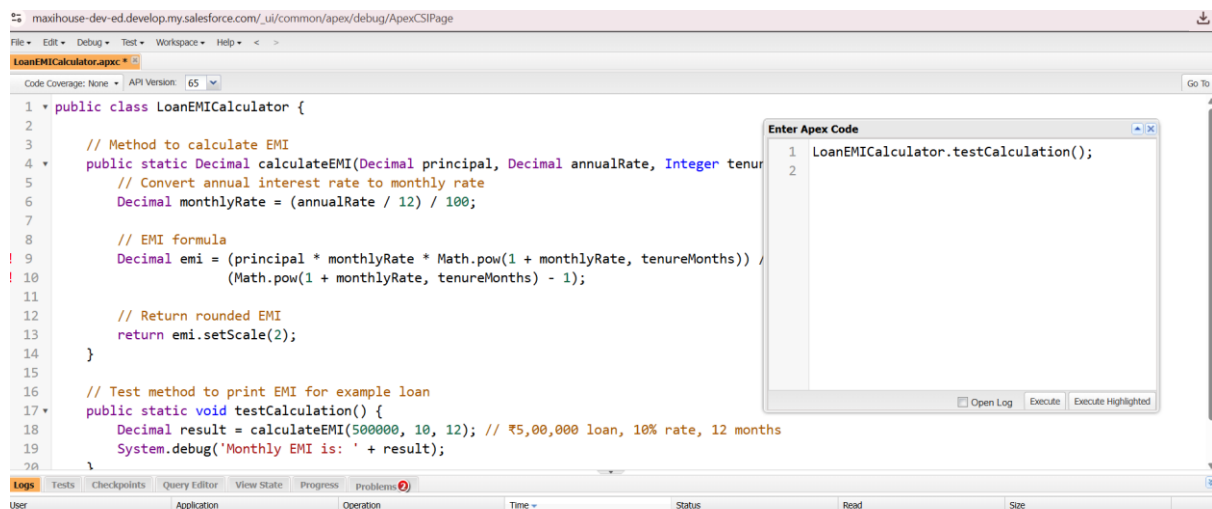 maxihouse-dev-ed.develop.my.salesforce.com/_ui/common/apex/debug/ApexCSIPage
File Edit Debug Test Workspace Help < >
LoanEMICalculator.apxc *
Code Coverage: None API Version: 65 Go To
1 public class LoanEMICalculator {
2
3 // Method to calculate EMI
4 public static Decimal calculateEMI(Decimal principal, Decimal annualRate, Integer tenur
5 // Convert annual interest rate to monthly rate
6 Decimal monthlyRate = (annualRate / 12) / 100;
7
8 // EMI formula
! 9 Decimal emi = (principal * monthlyRate * Math.pow(1 + monthlyRate, tenureMonths)) /
! 10 (Math.pow(1 + monthlyRate, tenureMonths) - 1);
11
12 // Return rounded EMI
13 return emi.setScale(2);
14 }
15
16 // Test method to print EMI for example loan
17 public static void testCalculation() {
18 Decimal result = calculateEMI(500000, 10, 12); // ₹5,00,000 loan, 10% rate, 12 months
19 System.debug('Monthly EMI is: ' + result);
20 }
Enter Apex Code
1 LoanEMICalculator.testCalculation();
2
Open Log Execute Execute Highlighted
Logs Tests Checkpoints Query Editor View State Progress Problems 2
User Application Operation Time Status Read Size